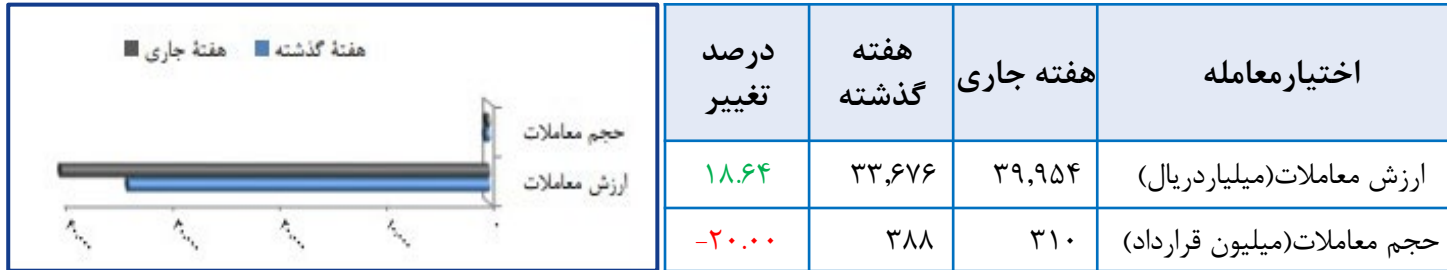 اختیارمعامله هفته جاری هفته گذشته درصد تغییر
ارزش معاملات(میلیاردریال) ۳۹,۹۵۴ ۳۳,۶۷۶ ۱۸.۶۴
حجم معاملات(میلیون قرارداد) ۳۱۰ ۳۸۸ -۲۰.۰۰
هفتهٔ گذشته هفتهٔ جاری
حجم معاملات
ارزش معاملات